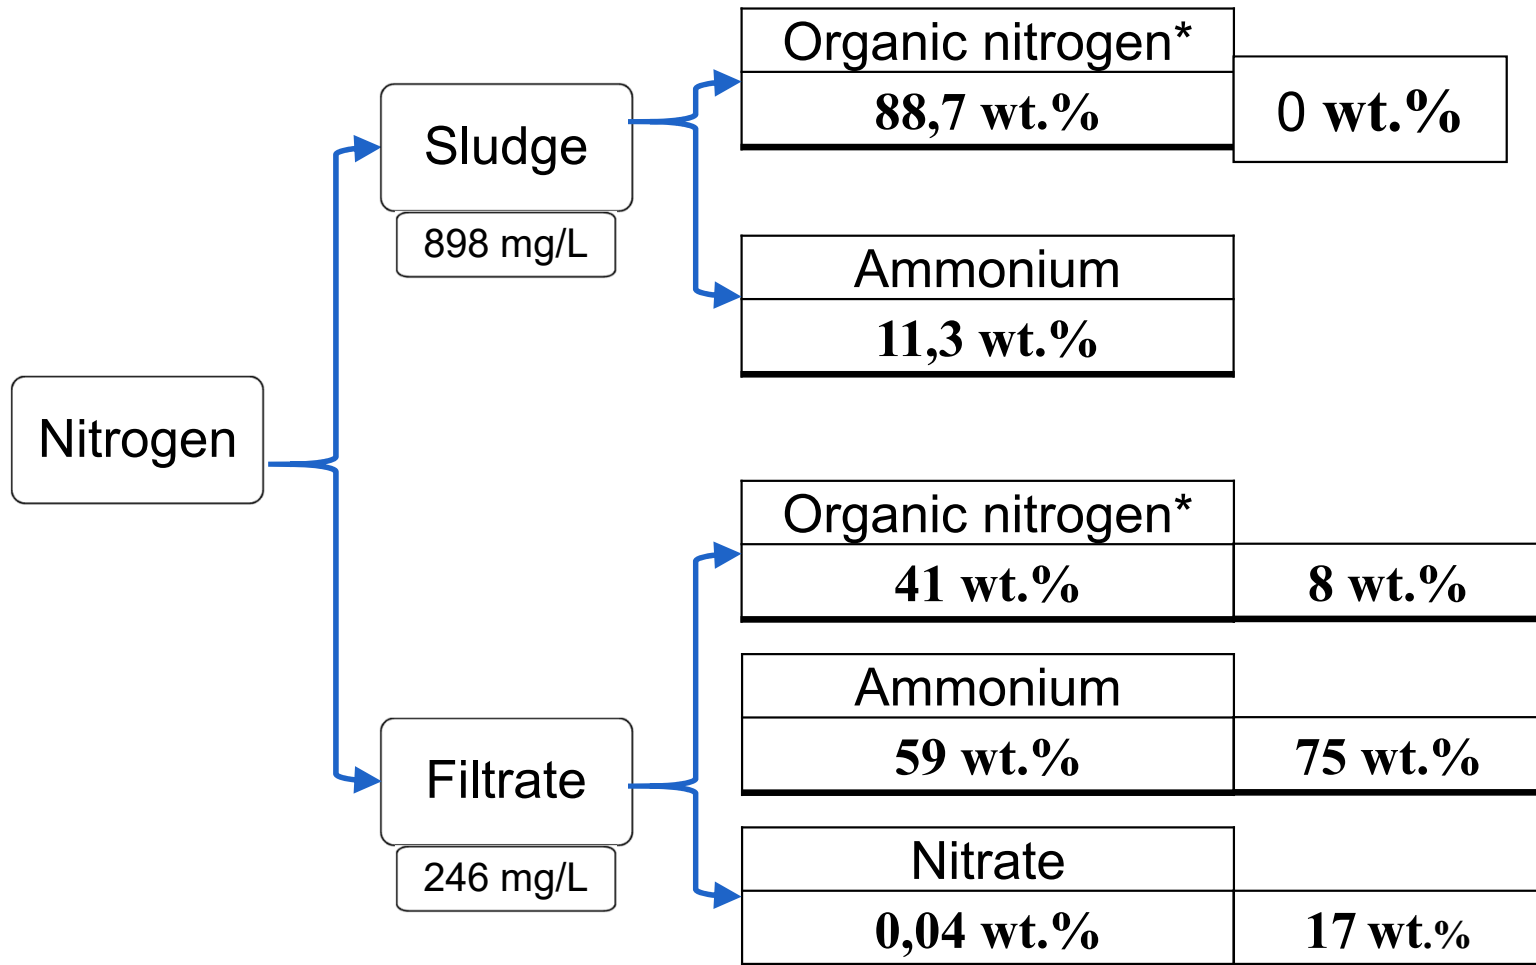 Nitrogen
Sludge
898 mg/L
Organic nitrogen*
88,7 wt.%
0 wt.%
Ammonium
11,3 wt.%
Filtrate
246 mg/L
Organic nitrogen*
41 wt.%
8 wt.%
Ammonium
59 wt.%
75 wt.%
Nitrate
0,04 wt.%
17 wt.%